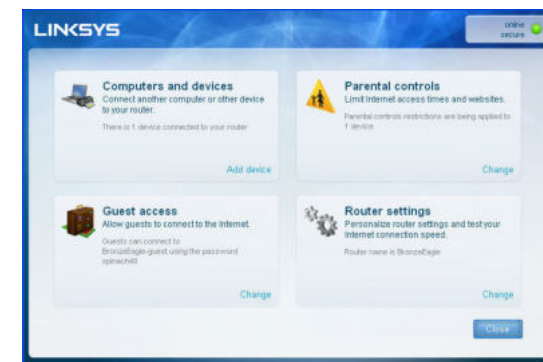 LINKSYS
online
secure
Computers and devices
Connect another computer or other device
to your router.
There is 1 device connected to your router
Add device
Parental controls
Limit Internet access times and websites.
Parental controls restrictions are being applied to
1 device
Change
Guest access
Allow guests to connect to the Internet.
Guests can connect to
BronzeEagle-guest using the password
Change
Router settings
Personalize router settings and test your
Internet connection speed.
Router name is BronzeEagle
Change
Close